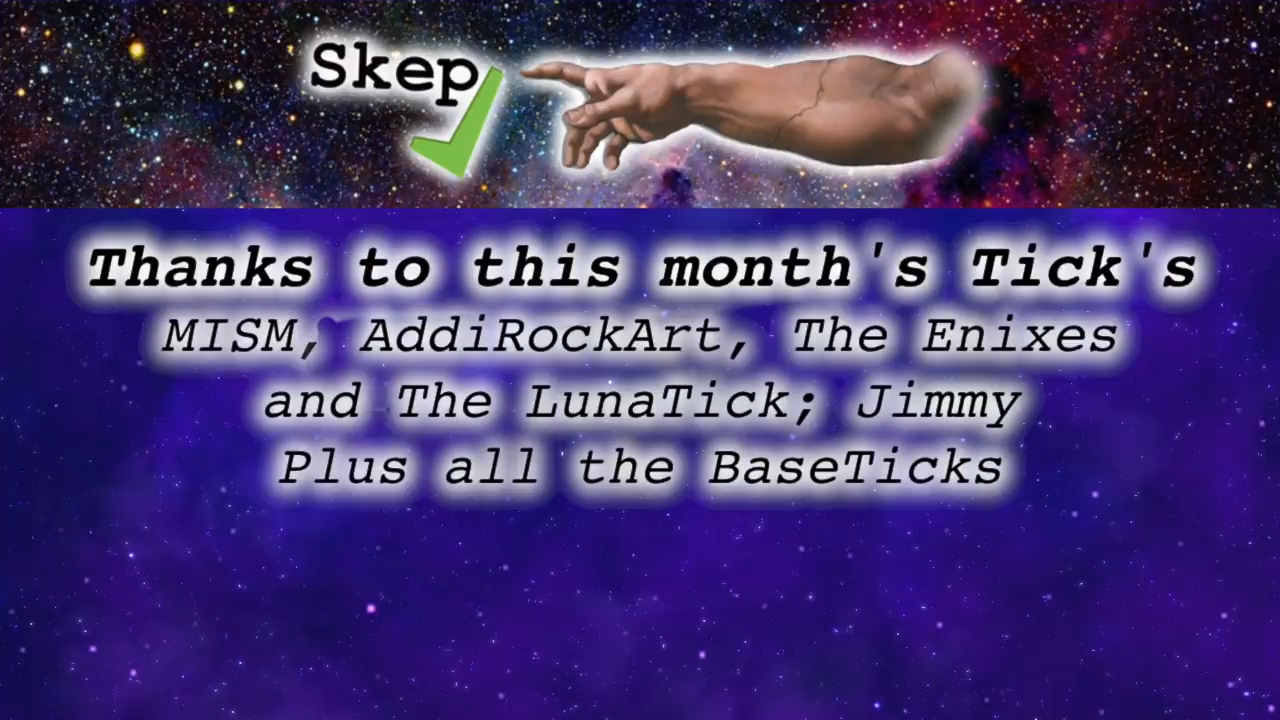 Skep
Thanks to this month's Tick's
MISM, AddiRockArt, The Enixes
and The LunaTick; Jimmy
Plus all the BaseTicks